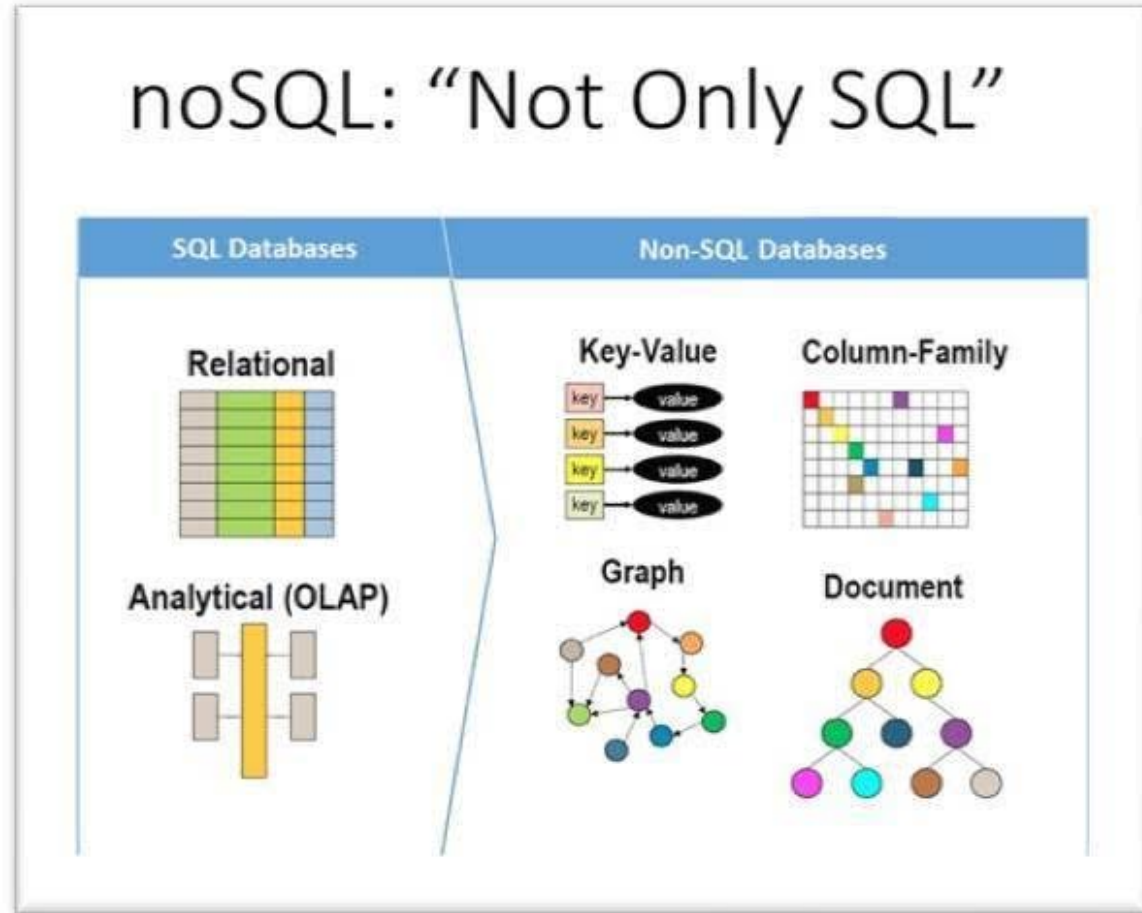 noSQL: “Not Only SQL”
SQL Databases
Non-SQL Databases
Relational
Analytical (OLAP)
Key-Value
key value
key value
key value
key value
Column-Family
Graph
Document